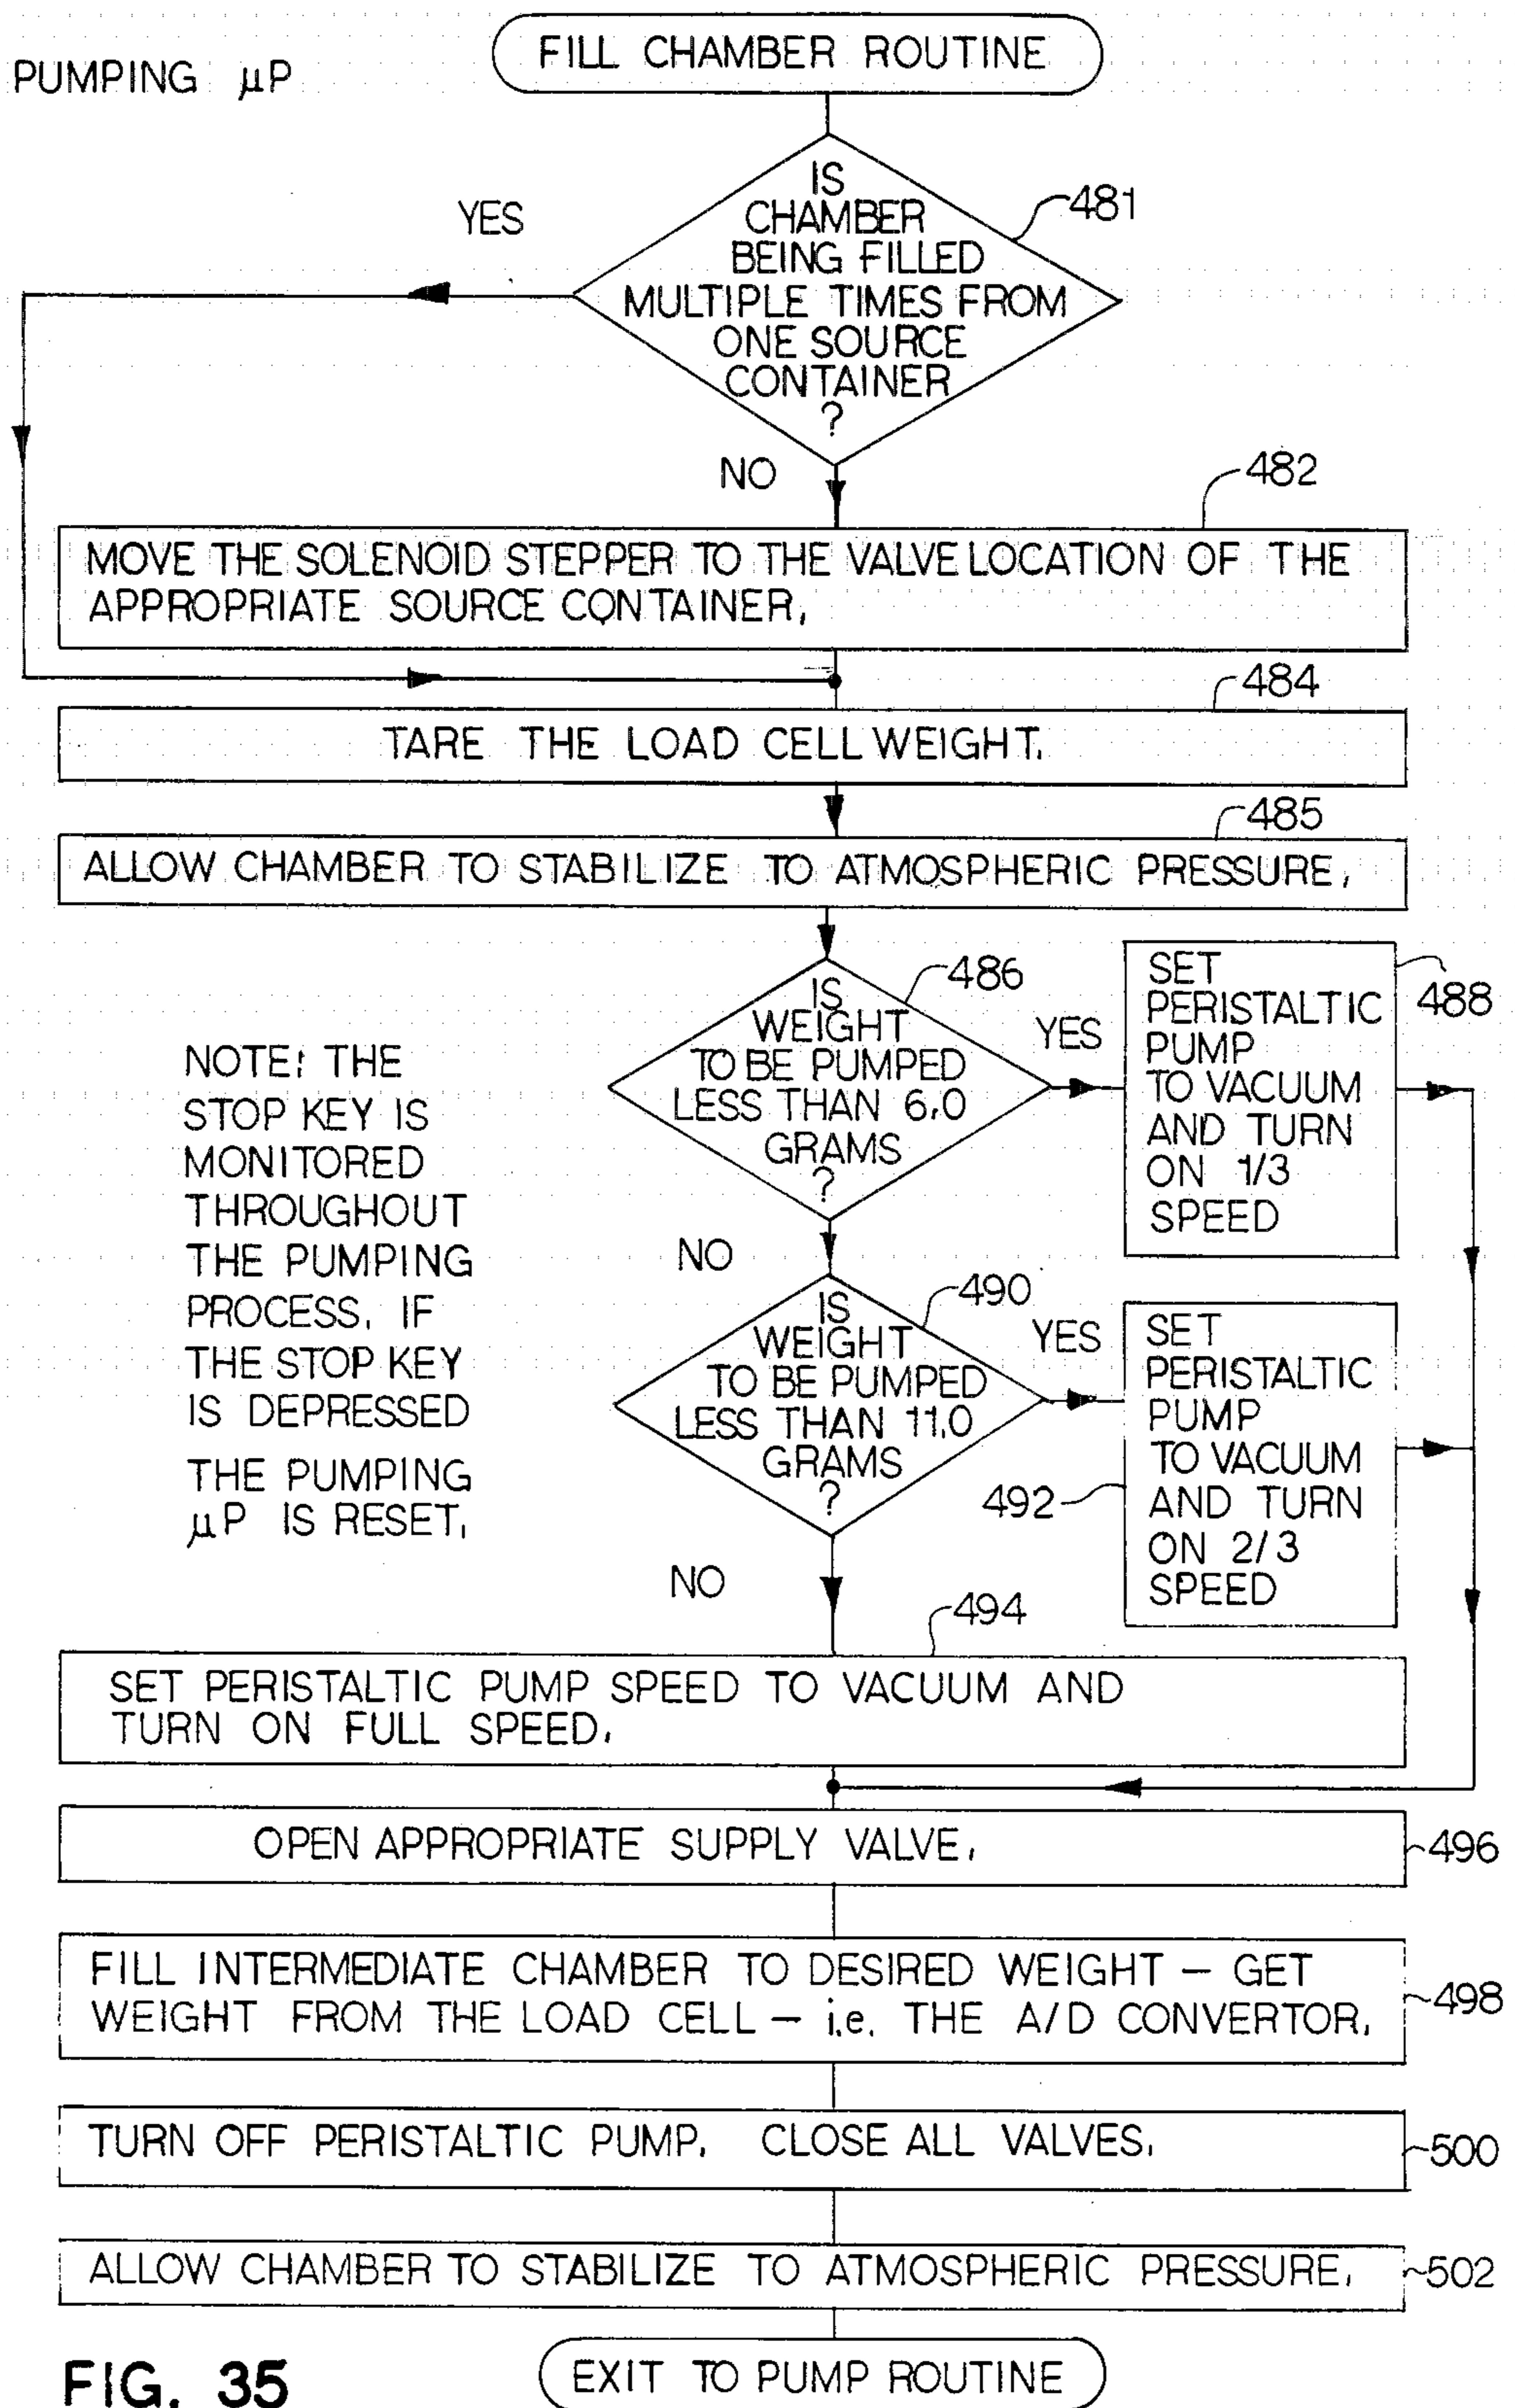 PUMPING μP
FILL CHAMBER ROUTINE
IS
CHAMBER
BEING FILLED
MULTIPLE TIMES FROM
ONE SOURCE
CONTAINER
?
481
YES
NO
482
MOVE THE SOLENOID STEPPER TO THE VALVE LOCATION OF THE
APPROPRIATE SOURCE CONTAINER.
484
TARE THE LOAD CELL WEIGHT.
485
ALLOW CHAMBER TO STABILIZE TO ATMOSPHERIC PRESSURE.
486
IS
WEIGHT
TO BE PUMPED
LESS THAN 6.0
GRAMS
?
YES
NO
488
SET
PERISTALTIC
PUMP
TO VACUUM
AND TURN
ON 1/3
SPEED
NOTE: THE
STOP KEY IS
MONITORED
THROUGHOUT
THE PUMPING
PROCESS. IF
THE STOP KEY
IS DEPRESSED
THE PUMPING
μP IS RESET.
490
IS
WEIGHT
TO BE PUMPED
LESS THAN 11.0
GRAMS
?
YES
NO
492
SET
PERISTALTIC
PUMP
TO VACUUM
AND TURN
ON 2/3
SPEED
494
SET PERISTALTIC PUMP SPEED TO VACUUM AND
TURN ON FULL SPEED.
OPEN APPROPRIATE SUPPLY VALVE.
496
FILL INTERMEDIATE CHAMBER TO DESIRED WEIGHT – GET
WEIGHT FROM THE LOAD CELL – i.e. THE A/D CONVERTOR.
498
TURN OFF PERISTALTIC PUMP. CLOSE ALL VALVES.
500
ALLOW CHAMBER TO STABILIZE TO ATMOSPHERIC PRESSURE.
502
EXIT TO PUMP ROUTINE
FIG. 35